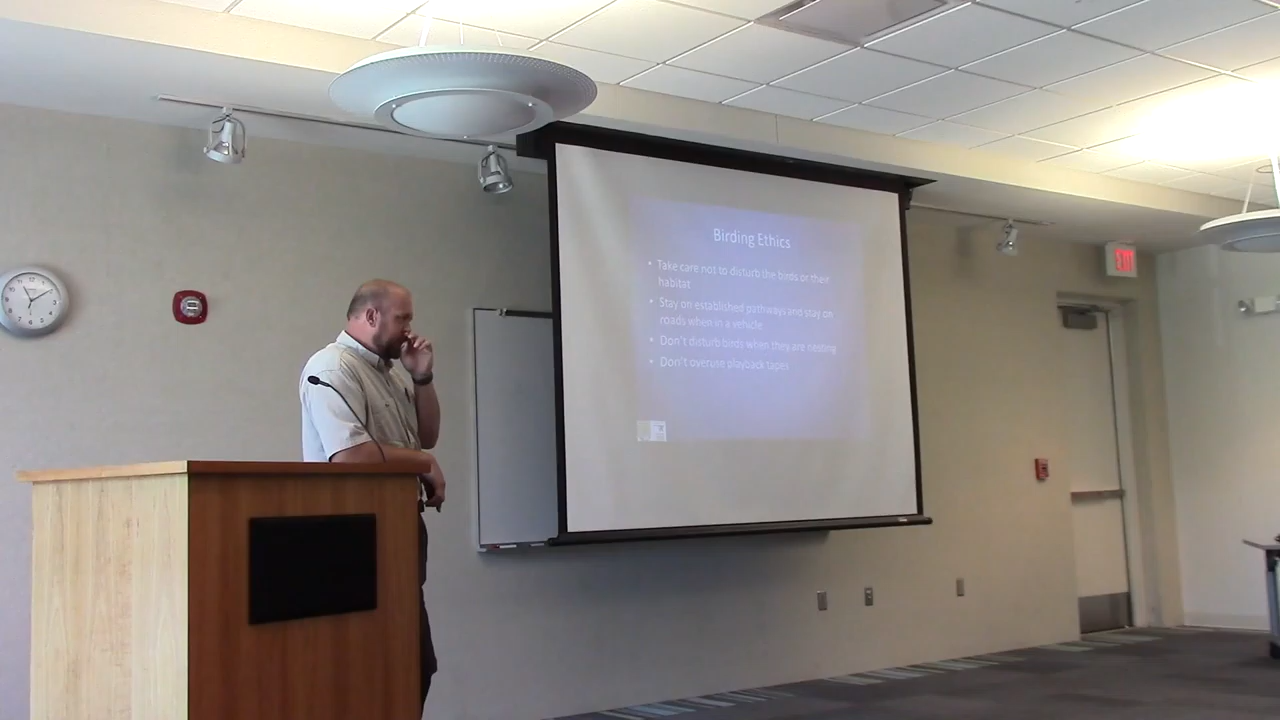 Birding Ethics
• Take care not to disturb the birds or their
habitat
• Stay on established pathways and stay on
roads when in a vehicle
• Don't disturb birds when they are nesting
• Don't overuse playback tapes
EXIT